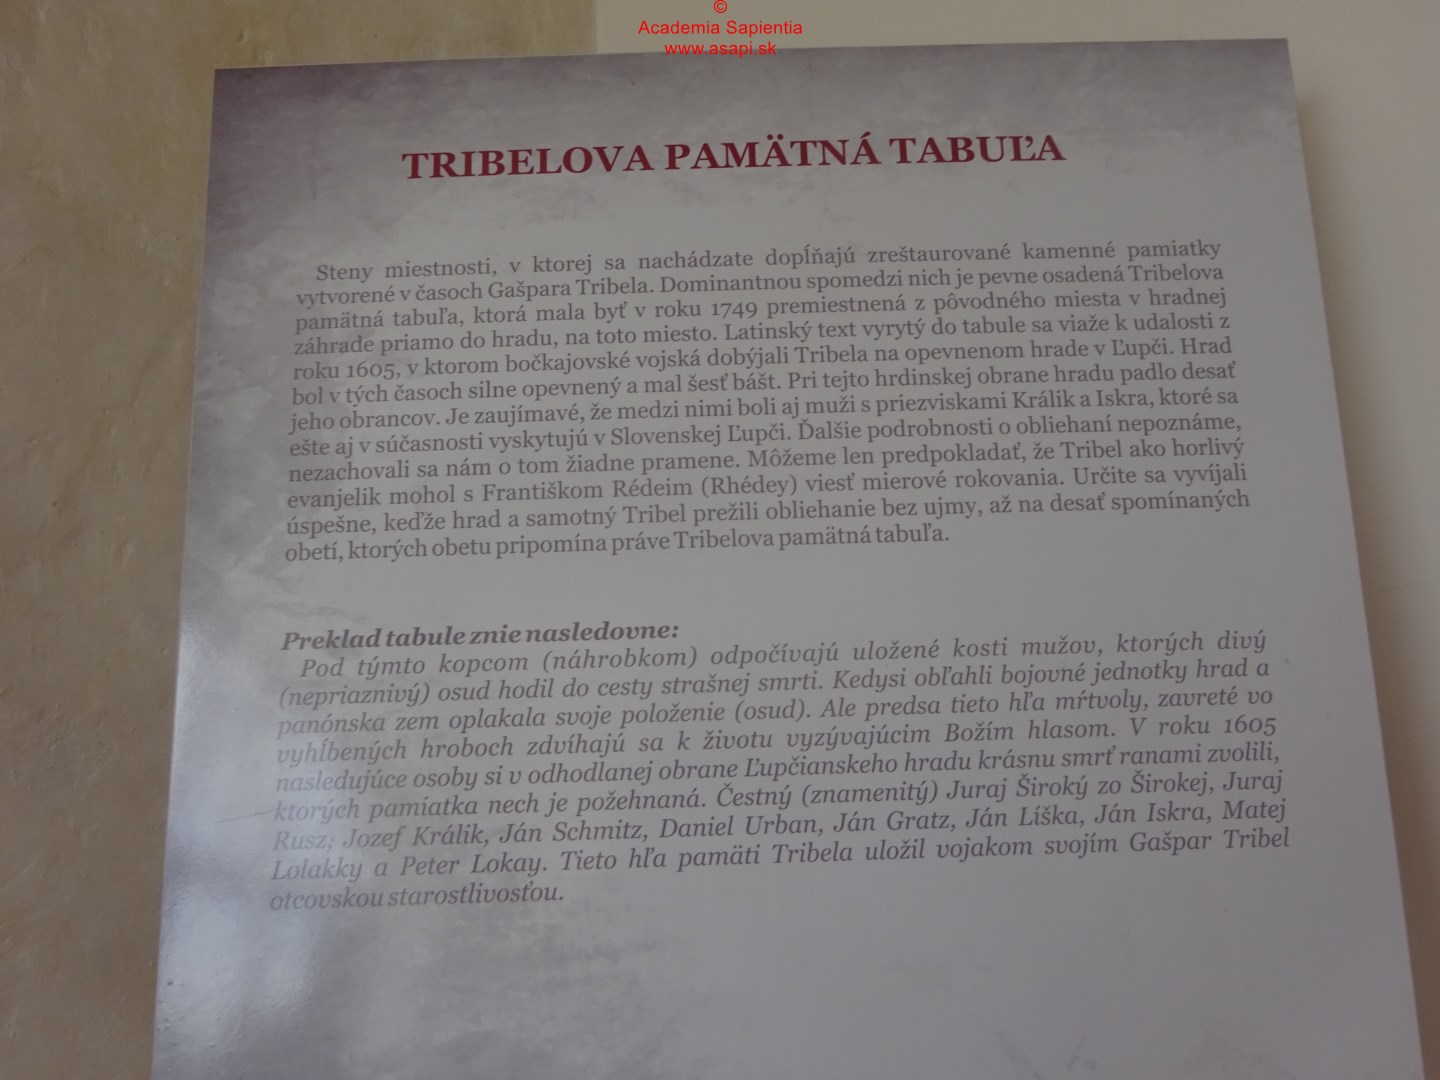 ©
Academia Sapientia
www.asapi.sk
TRIBELOVA PAMÄTNÁ TABUĽA
Steny miestnosti, v ktorej sa nachádzate dopĺňajú zreštaurované kamenné pamiatky
vytvorené v časoch Gašpara Tribela. Dominantnou spomedzi nich je pevne osadená Tribelova
pamätná tabuľa, ktorá mala byť v roku 1749 premiestnená z pôvodného miesta v hradnej
záhrade priamo do hradu, na toto miesto. Latinský text vyrytý do tabule sa viaže k udalosti z
roku 1605, v ktorom bočkajovské vojská dobýjali Tribela na opevnenom hrade v Ľupči. Hrad
bol v tých časoch silne opevnený a mal šesť bášt. Pri tejto hrdinskej obrane hradu padlo desať
jeho obrancov. Je zaujímavé, že medzi nimi boli aj muži s priezviskami Králik a Iskra, ktoré sa
ešte aj v súčasnosti vyskytujú v Slovenskej Ľupči. Ďalšie podrobnosti o obliehaní nepoznáme,
nezachovali sa nám o tom žiadne pramene. Môžeme len predpokladať, že Tribel ako horlivý
evanjelik mohol s Františkom Rédeim (Rhédey) viesť mierové rokovania. Určite sa vyvíjali
úspešne, keďže hrad a samotný Tribel prežili obliehanie bez ujmy, až na desať spomínaných
obetí, ktorých obetu pripomína práve Tribelova pamätná tabuľa.
Preklad tabule znie nasledovne:
Pod týmto kopcom (náhrobkom) odpočívajú uložené kosti mužov, ktorých divý
(nepriaznivý) osud hodil do cesty strašnej smrti. Kedysi obľahli bojovné jednotky hrad a
panónska zem oplakala svoje položenie (osud). Ale predsa tieto hľa mŕtvoly, zavreté vo
vyhĺbených hroboch zdvíhajú sa k životu vyzývajúcim Božím hlasom. V roku 1605
nasledujúce osoby si v odhodlanej obrane Ľupčianskeho hradu krásnu smrť ranami zvolili,
ktorých pamiatka nech je požehnaná. Čestný (znamenitý) Juraj Široký zo Širokej, Juraj
Rusz; Jozef Králik, Ján Schmitz, Daniel Urban, Ján Gratz, Ján Líška, Ján Iskra, Matej
Lolakky a Peter Lokay. Tieto hľa pamäti Tribela uložil vojakom svojím Gašpar Tribel
otcovskou starostlivosťou.